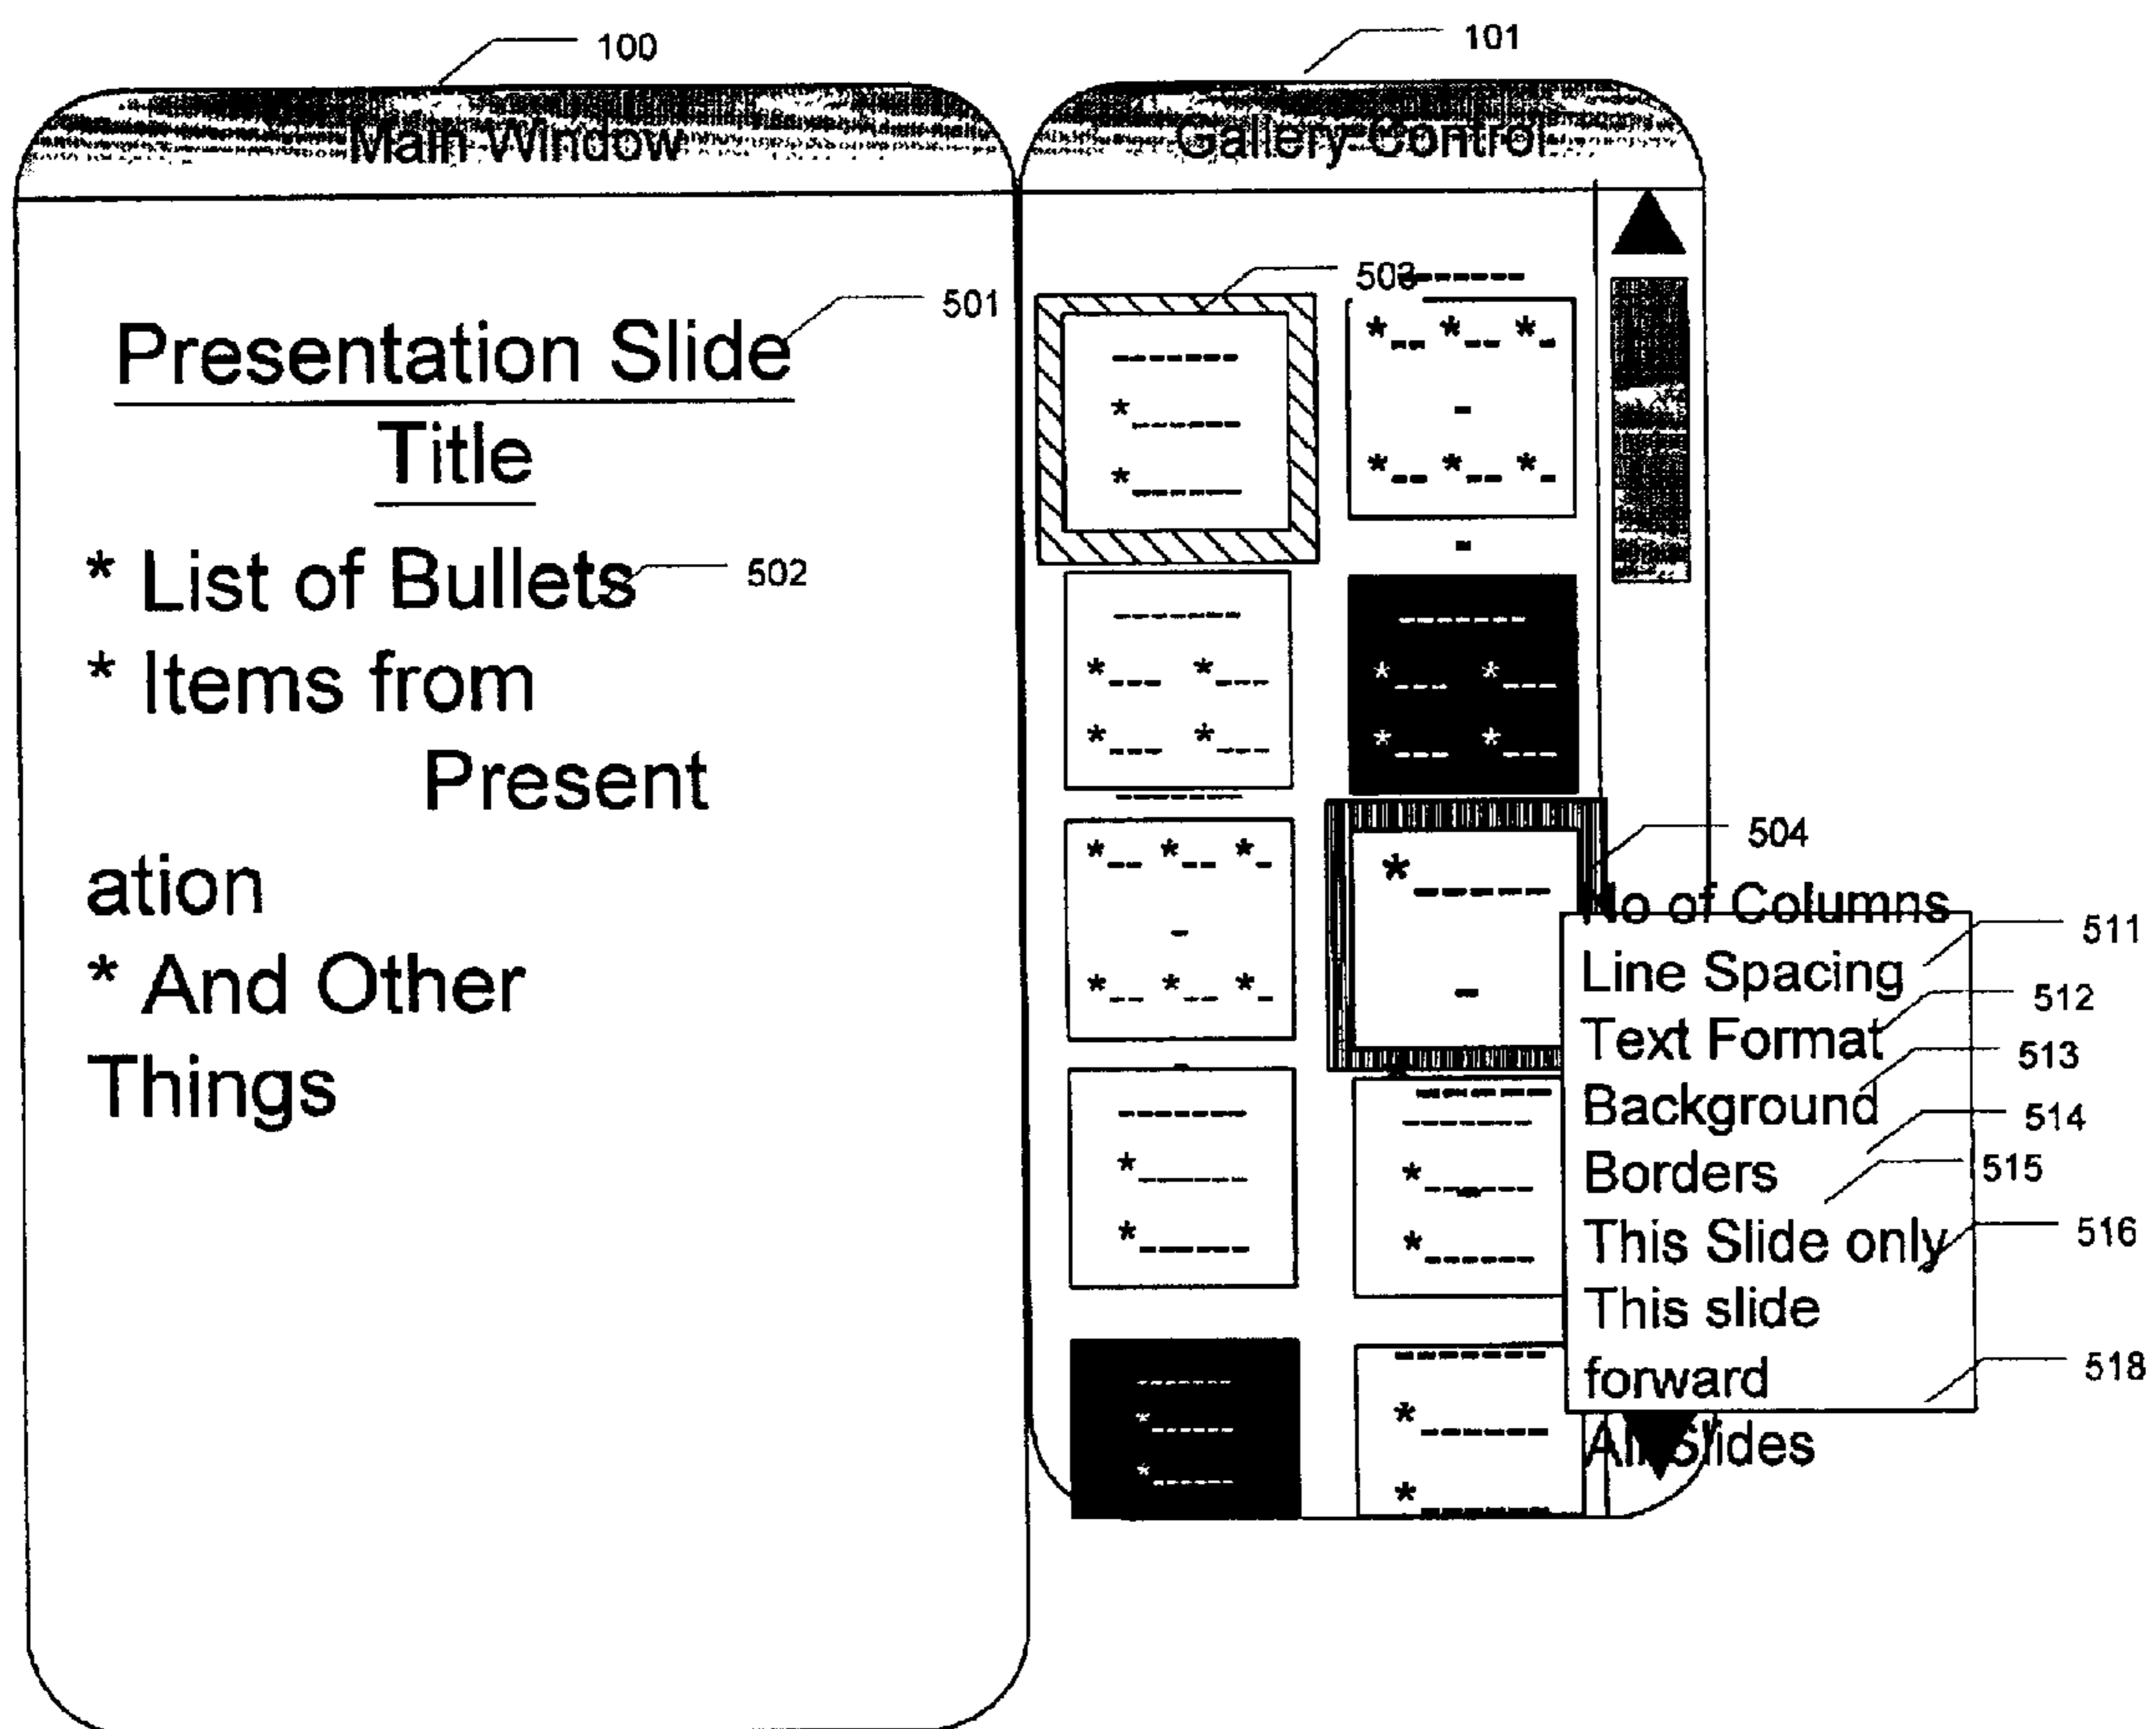 100
101
Main Window
Gallery Control
503
501
Presentation Slide
Title
* List of Bullets
502
* Items from
Present
ation
* And Other
Things
504
No of Columns
511
Line Spacing
512
Text Format
513
Background
514
Borders
515
This Slide only
516
This slide
forward
518
All Slides